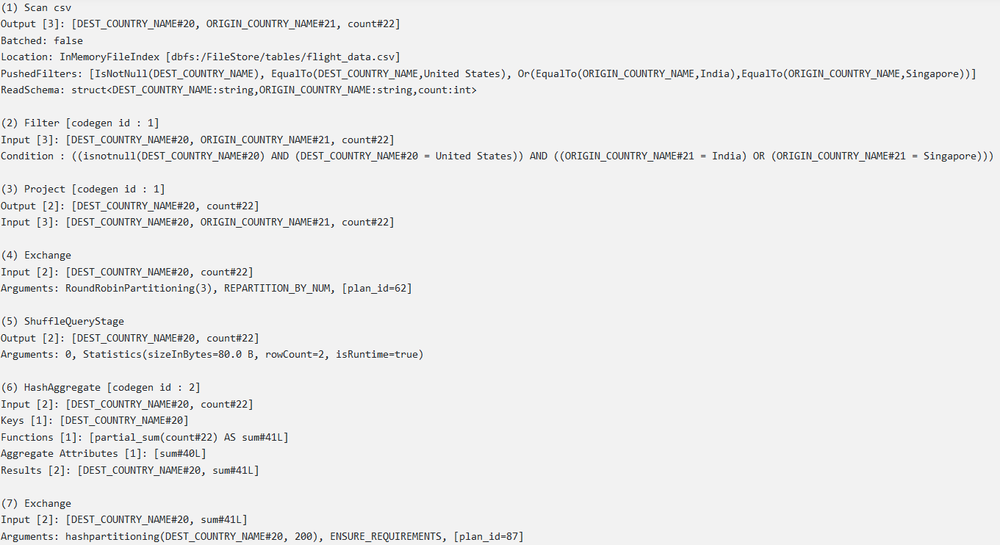 (1) Scan csv
Output [3]: [DEST_COUNTRY_NAME#20, ORIGIN_COUNTRY_NAME#21, count#22]
Batched: false
Location: InMemoryFileIndex [dbfs:/FileStore/tables/flight_data.csv]
PushedFilters: [IsNotNull(DEST_COUNTRY_NAME), EqualTo(DEST_COUNTRY_NAME,United States), Or(EqualTo(ORIGIN_COUNTRY_NAME,India),EqualTo(ORIGIN_COUNTRY_NAME,Singapore))]
ReadSchema: struct<DEST_COUNTRY_NAME:string,ORIGIN_COUNTRY_NAME:string,count:int>

(2) Filter [codegen id : 1]
Input [3]: [DEST_COUNTRY_NAME#20, ORIGIN_COUNTRY_NAME#21, count#22]
Condition : ((isnotnull(DEST_COUNTRY_NAME#20) AND (DEST_COUNTRY_NAME#20 = United States)) AND ((ORIGIN_COUNTRY_NAME#21 = India) OR (ORIGIN_COUNTRY_NAME#21 = Singapore)))

(3) Project [codegen id : 1]
Output [2]: [DEST_COUNTRY_NAME#20, count#22]
Input [3]: [DEST_COUNTRY_NAME#20, ORIGIN_COUNTRY_NAME#21, count#22]

(4) Exchange
Input [2]: [DEST_COUNTRY_NAME#20, count#22]
Arguments: RoundRobinPartitioning(3), REPARTITION_BY_NUM, [plan_id=62]

(5) ShuffleQueryStage
Output [2]: [DEST_COUNTRY_NAME#20, count#22]
Arguments: 0, Statistics(sizeInBytes=80.0 B, rowCount=2, isRuntime=true)

(6) HashAggregate [codegen id : 2]
Input [2]: [DEST_COUNTRY_NAME#20, count#22]
Keys [1]: [DEST_COUNTRY_NAME#20]
Functions [1]: [partial_sum(count#22) AS sum#41L]
Aggregate Attributes [1]: [sum#40L]
Results [2]: [DEST_COUNTRY_NAME#20, sum#41L]

(7) Exchange
Input [2]: [DEST_COUNTRY_NAME#20, sum#41L]
Arguments: hashpartitioning(DEST_COUNTRY_NAME#20, 200), ENSURE_REQUIREMENTS, [plan_id=87]